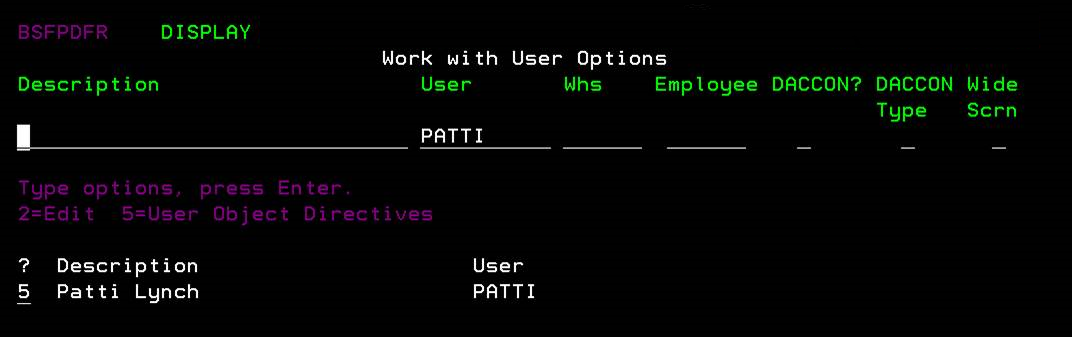 BSFPDFR DISPLAY
Work with User Options
Description User Whs Employee DACCON? DACCON Wide
Type Scrn
PATTI
Type options, press Enter.
2=Edit 5=User Object Directives
? Description User
5 Patti Lynch PATTI